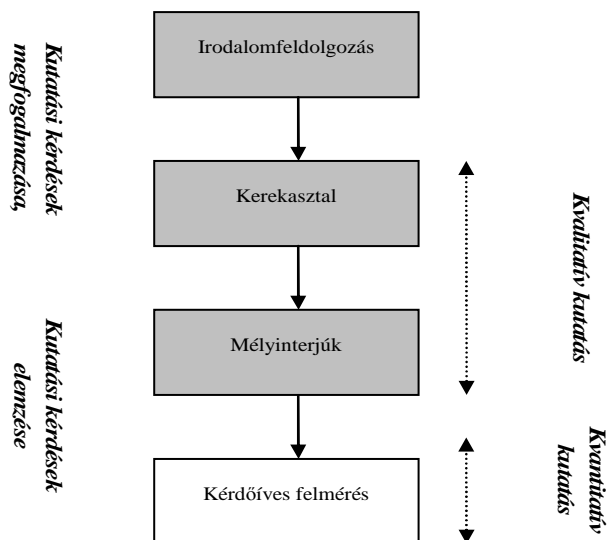 Irodalomfeldolgozás
Kutatási kérdések
megfogalmazása,
Kerekasztal
Kvalitatív kutatás
Mélyinterjúk
Kutatási kérdések
elemzése
Kérdőíves felmérés
Kvantitatív
kutatás